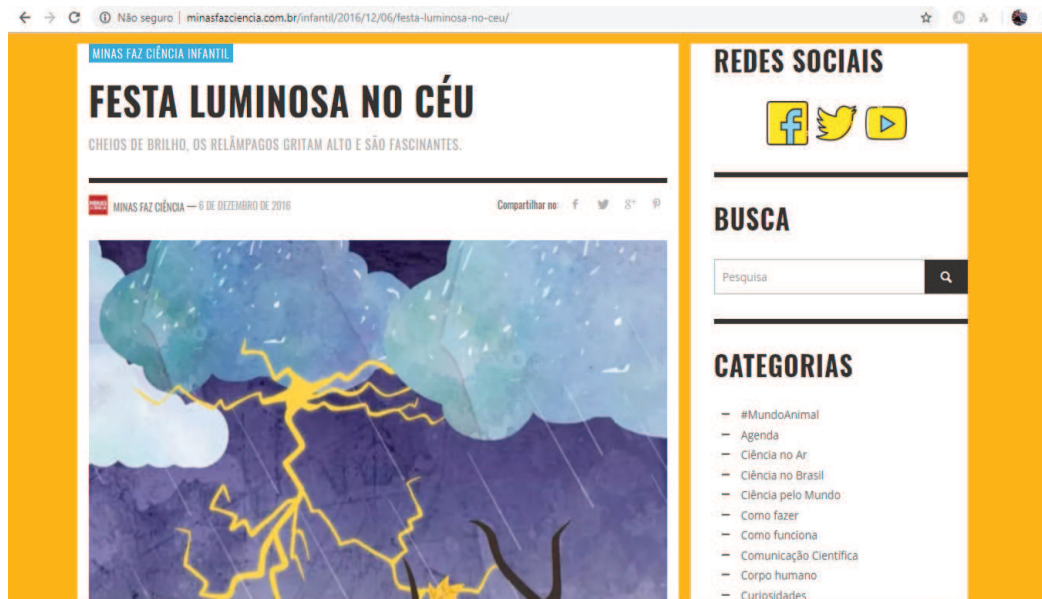 Não seguro | minasfazciencia.com.br/infantil/2016/12/06/festa-luminosa-no-ceu/
MINAS FAZ CIÊNCIA INFANTIL
FESTA LUMINOSA NO CÉU
CHEIOS DE BRILHO, OS RELÂMPAGOS GRITAM ALTO E SÃO FASCINANTES.
MINAS FAZ CIÊNCIA — 6 DE DEZEMBRO DE 2016
Compartilhar no:
REDES SOCIAIS
BUSCA
Pesquisa
CATEGORIAS
– #MundoAnimal
– Agenda
– Ciência no Ar
– Ciência no Brasil
– Ciência pelo Mundo
– Como fazer
– Como funciona
– Comunicação Científica
– Corpo humano
– Curiosidades